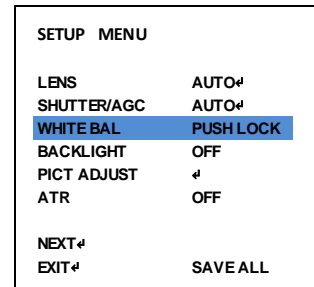 SETUP MENU
LENS AUTO↵
SHUTTER/AGC AUTO↵
WHITE BAL PUSH LOCK
BACKLIGHT OFF
PICT ADJUST ↵
ATR OFF
NEXT↵
EXIT↵ SAVE ALL